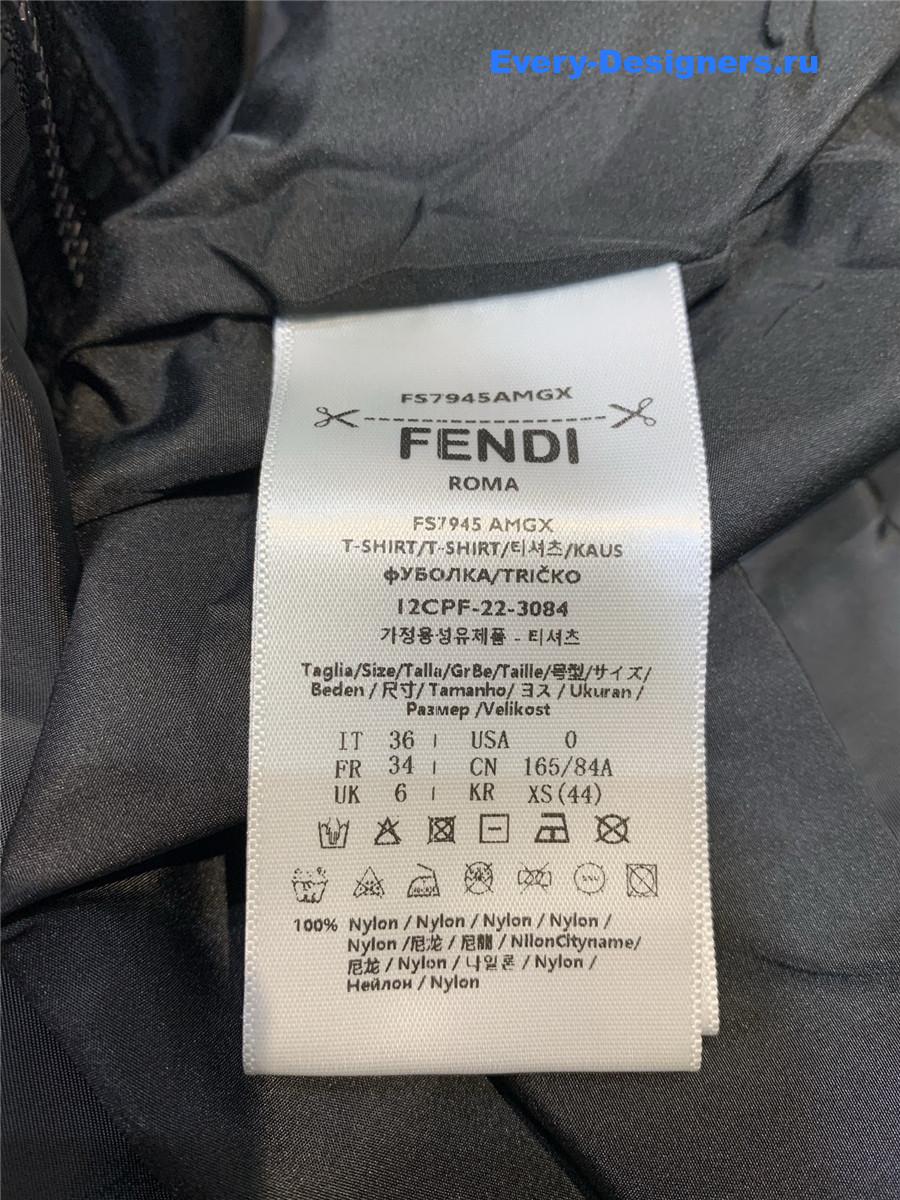 Every-Designers.ru
FS7945AMGX
FENDI
ROMA
FS7945 AMGX
T-SHIRT/T-SHIRT/티셔츠/KAUS
фУБОЛКА/TRIČKO
12CPF-22-3084
가정용섬유제품 - 티셔츠
Taglia/Size/Talla/GrBe/Taille/号型/サイズ/
Beden / 尺寸/ Tamanho/ ヨス / Ukuran /
Размер /Velikost
IT 36 | USA 0
FR 34 | CN 165/84A
UK 6 | KR XS(44)
100% Nylon / Nylon / Nylon / Nylon /
Nylon /尼龙 / 尼龍 / NilonCityname/
尼龙 / Nylon / 나일론 / Nylon /
Нейлон / Nylon